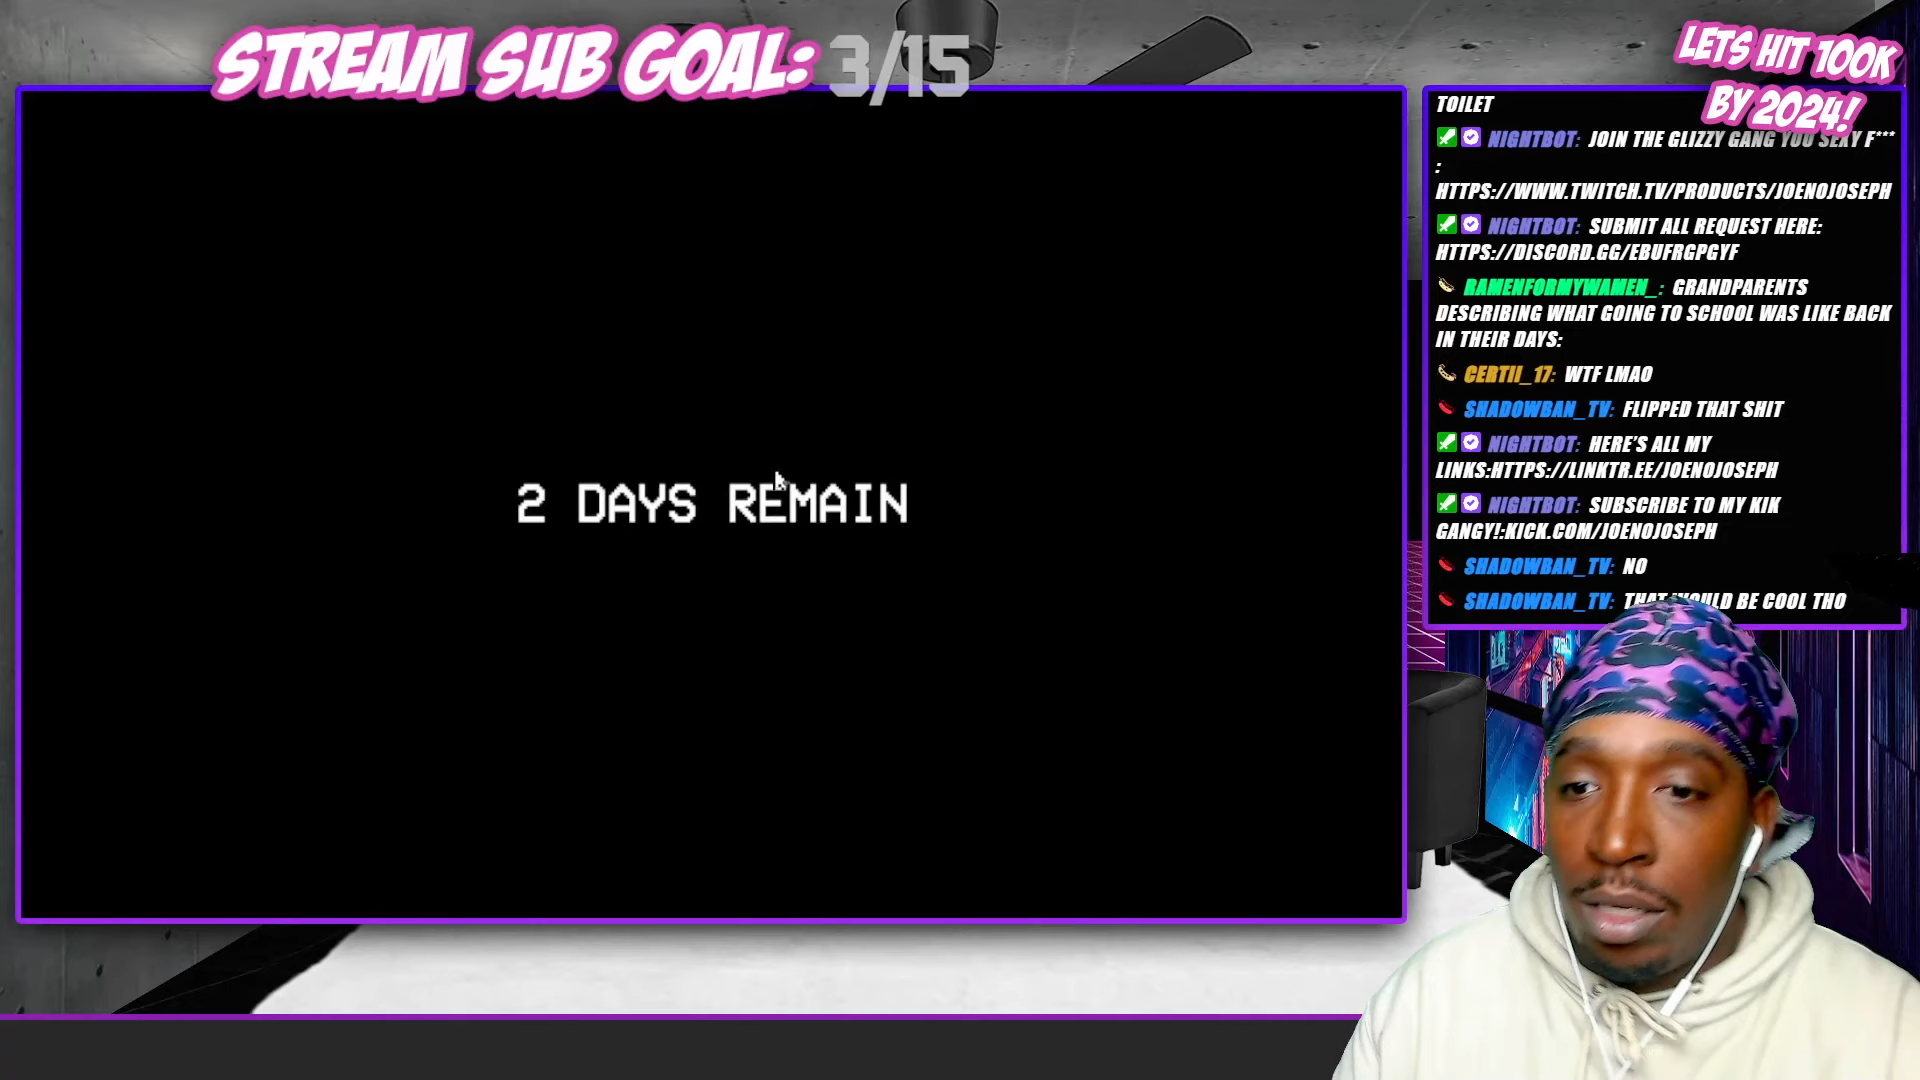 STREAM SUB GOAL: 3/15
LETS HIT 100K
BY 2024!
2 DAYS REMAIN
TOILET
NIGHTBOT: JOIN THE GLIZZY GANG YOU SEXY F***
:
HTTPS://WWW.TWITCH.TV/PRODUCTS/JOENOJOSEPH
NIGHTBOT: SUBMIT ALL REQUEST HERE:
HTTPS://DISCORD.GG/EBUFRGPGYF
RAMENFORMYWAMEN_: GRANDPARENTS
DESCRIBING WHAT GOING TO SCHOOL WAS LIKE BACK
IN THEIR DAYS:
CERTII_17: WTF LMAO
SHADOWBAN_TV: FLIPPED THAT SHIT
NIGHTBOT: HERE'S ALL MY
LINKS:HTTPS://LINKTR.EE/JOENOJOSEPH
NIGHTBOT: SUBSCRIBE TO MY KIK
GANGY!:KICK.COM/JOENOJOSEPH
SHADOWBAN_TV: NO
SHADOWBAN_TV: THAT WOULD BE COOL THO